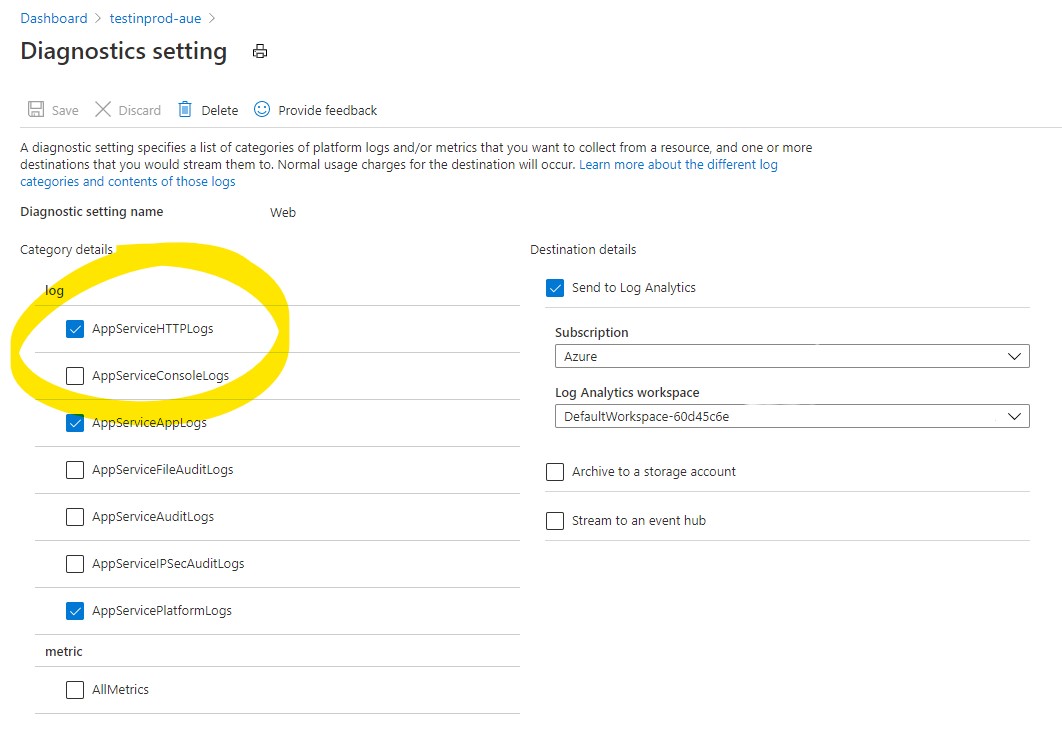 Dashboard > testinprod-aue >
Diagnostics setting
Save Discard Delete Provide feedback
A diagnostic setting specifies a list of categories of platform logs and/or metrics that you want to collect from a resource, and one or more
destinations that you would stream them to. Normal usage charges for the destination will occur. Learn more about the different log
categories and contents of those logs
Diagnostic setting name Web
Category details
log
AppServiceHTTPLogs
AppServiceConsoleLogs
AppServiceAppLogs
AppServiceFileAuditLogs
AppServiceAuditLogs
AppServiceIPSecAuditLogs
AppServicePlatformLogs
metric
AllMetrics
Destination details
Send to Log Analytics
Subscription
Azure
Log Analytics workspace
DefaultWorkspace-60d45c6e
Archive to a storage account
Stream to an event hub